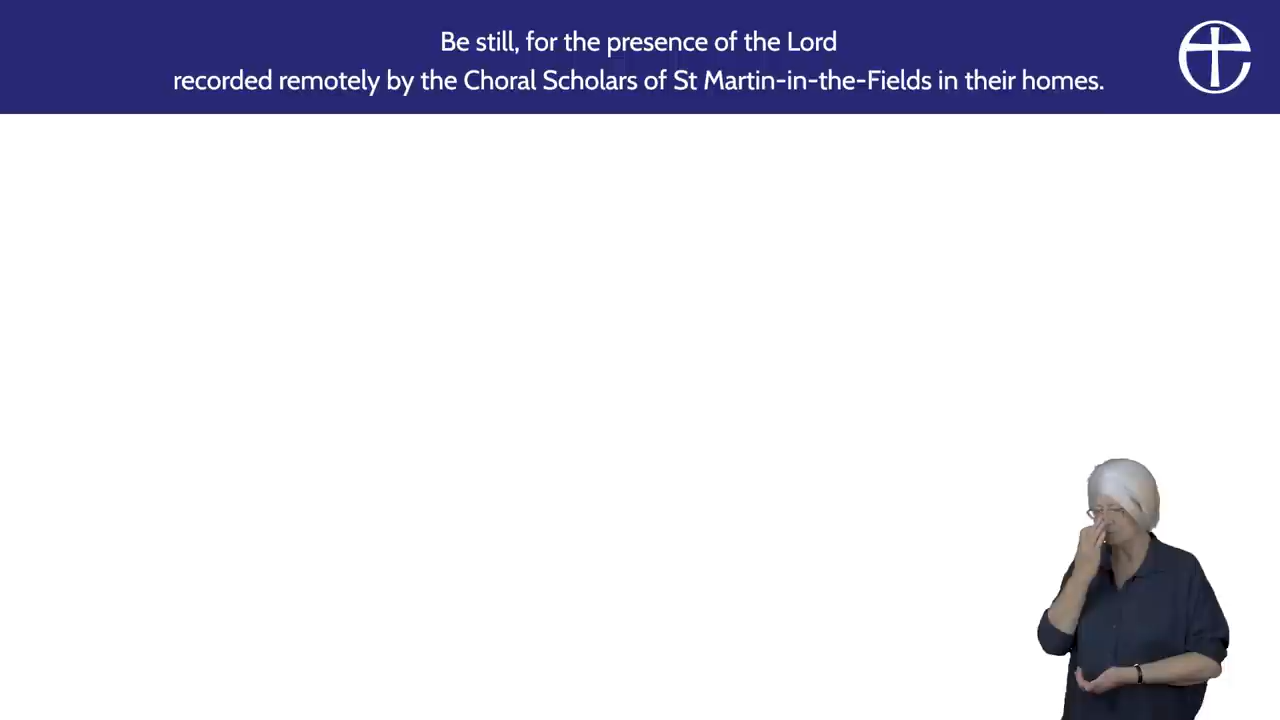 Be still, for the presence of the Lord
recorded remotely by the Choral Scholars of St Martin-in-the-Fields in their homes.